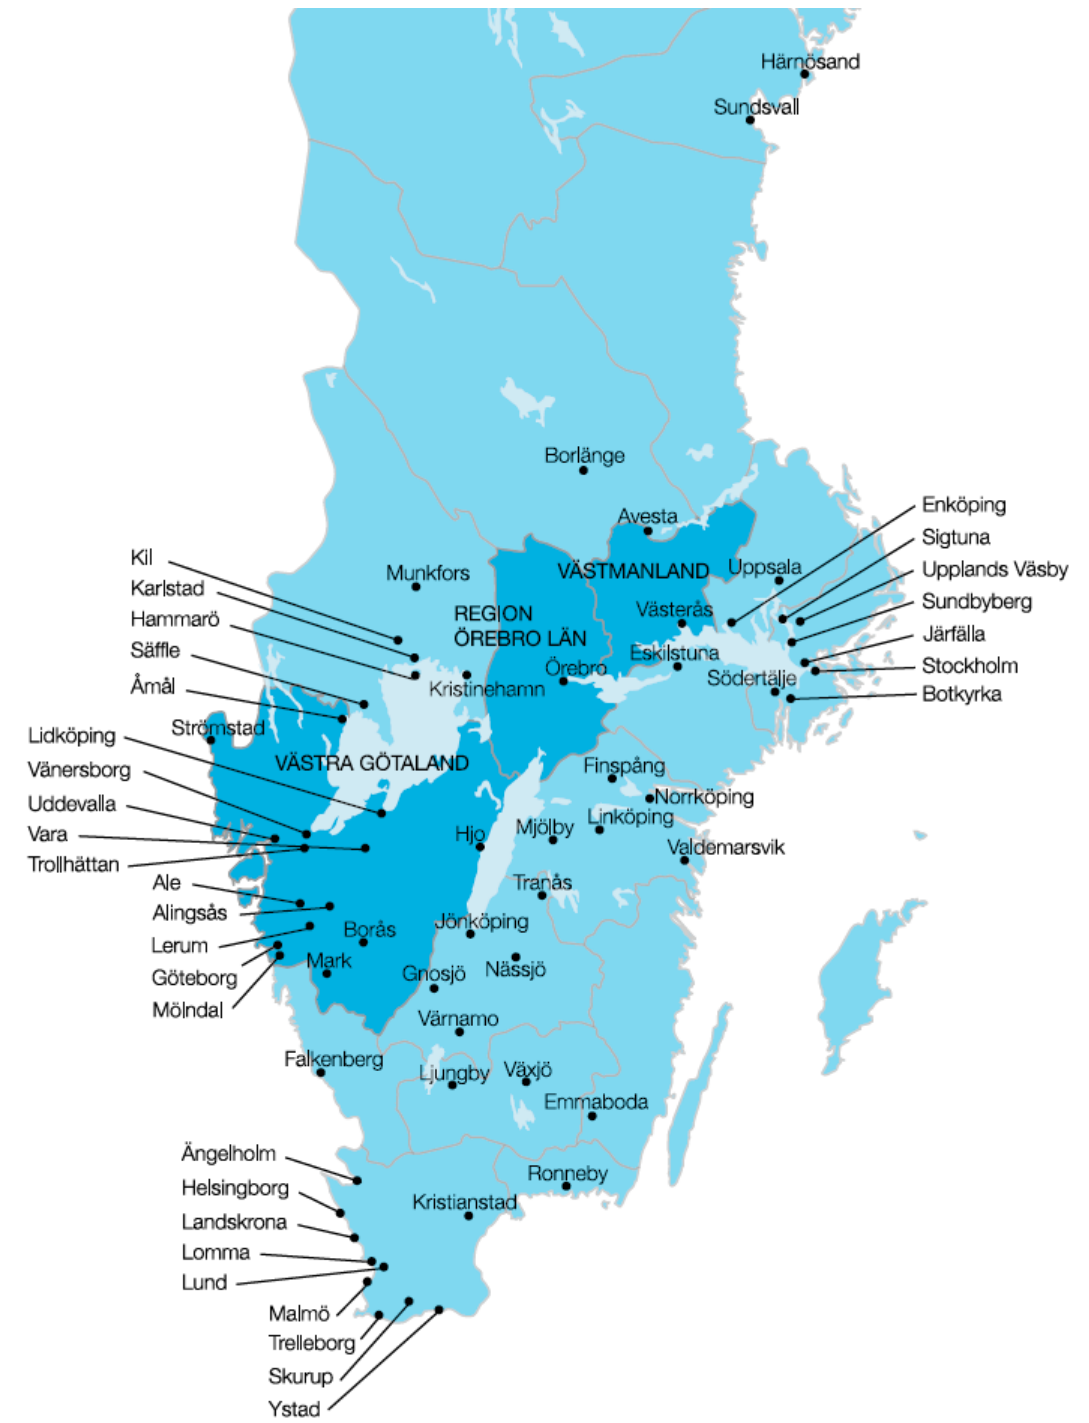 Härnösand
Sundsvall
Borlänge
Avesta
Enköping
Sigtuna
Upplands Väsby
Sundbyberg
Järfälla
Stockholm
Botkyrka
Kil
Karlstad
Hammarö
Säffle
Åmål
Munkfors
VÄSTMANLAND
Uppsala
REGION
ÖREBRO LÄN
Västerås
Eskilstuna
Örebro
Södertälje
Kristinehamn
Strömstad
Lidköping
Vänersborg
Uddevalla
Vara
Trollhättan
VÄSTRA GÖTALAND
Finspång
Norrköping
Linköping
Mjölby
Hjo
Valdemarsvik
Tranås
Ale
Alingsås
Lerum
Göteborg
Mölndal
Borås
Mark
Jönköping
Gnosjö
Nässjö
Värnamo
Falkenberg
Ljungby
Växjö
Emmaboda
Ronneby
Kristianstad
Ängelholm
Helsingborg
Landskrona
Lomma
Lund
Malmö
Trelleborg
Skurup
Ystad